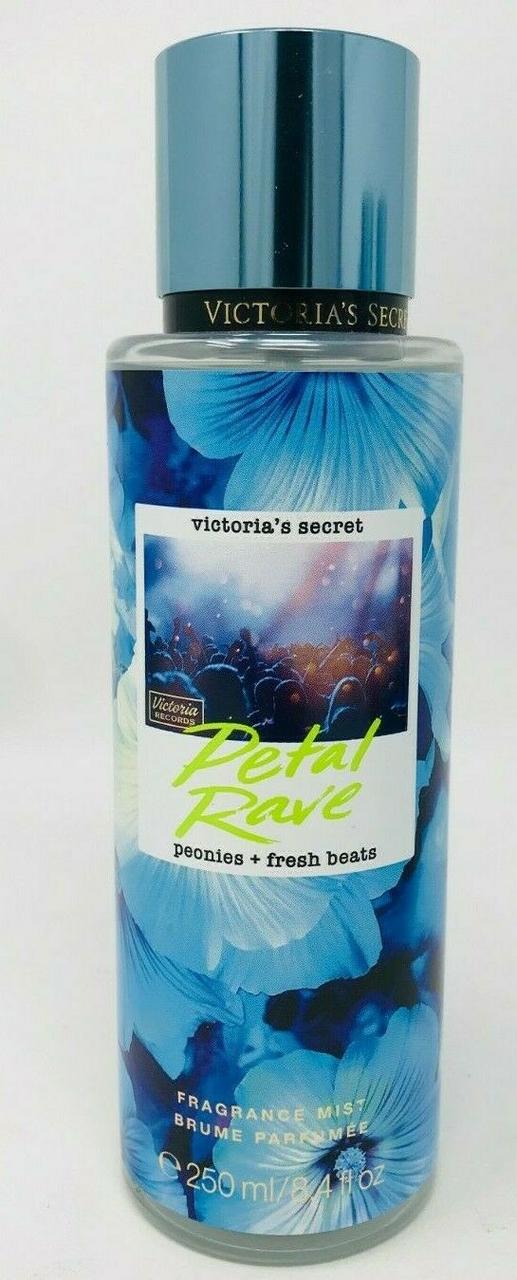 VICTORIA'S SECR
victoria's secret
Victoria
RECORDS
Petal
Rave
peonies + fresh beats
FRAGRANCE MIST
BRUME PARFUMÉE
℮ 250 ml/8.4 fl oz